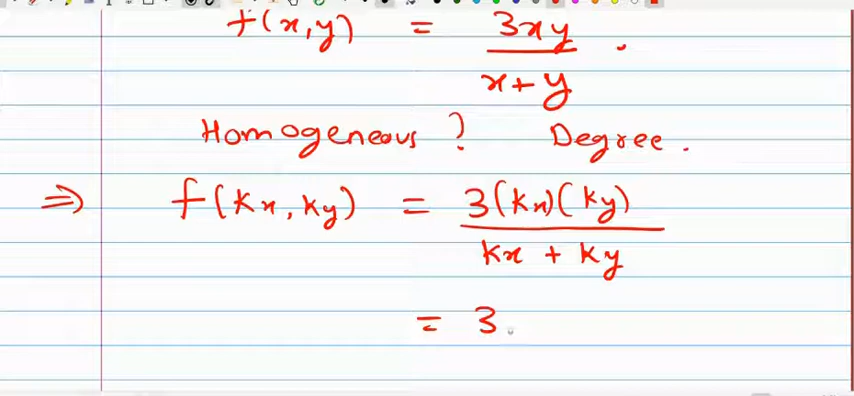 f(x,y) = 3xy / x+y .
Homogeneous ? Degree .
⇒ f(kx, ky) = 3(kx)(ky) / kx + ky
= 3